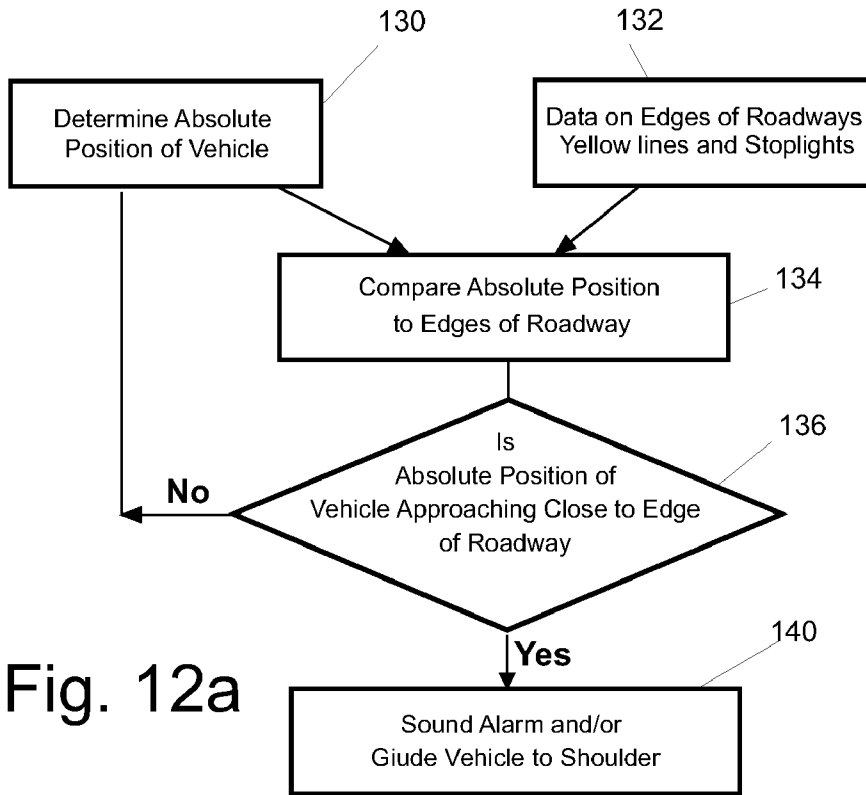 130
132
Determine Absolute
Position of Vehicle
Data on Edges of Roadways
Yellow lines and Stoplights
Compare Absolute Position
to Edges of Roadway
134
Is
Absolute Position of
Vehicle Approaching Close to Edge
of Roadway
136
No
Yes
140
Sound Alarm and/or
Giude Vehicle to Shoulder
Fig. 12a